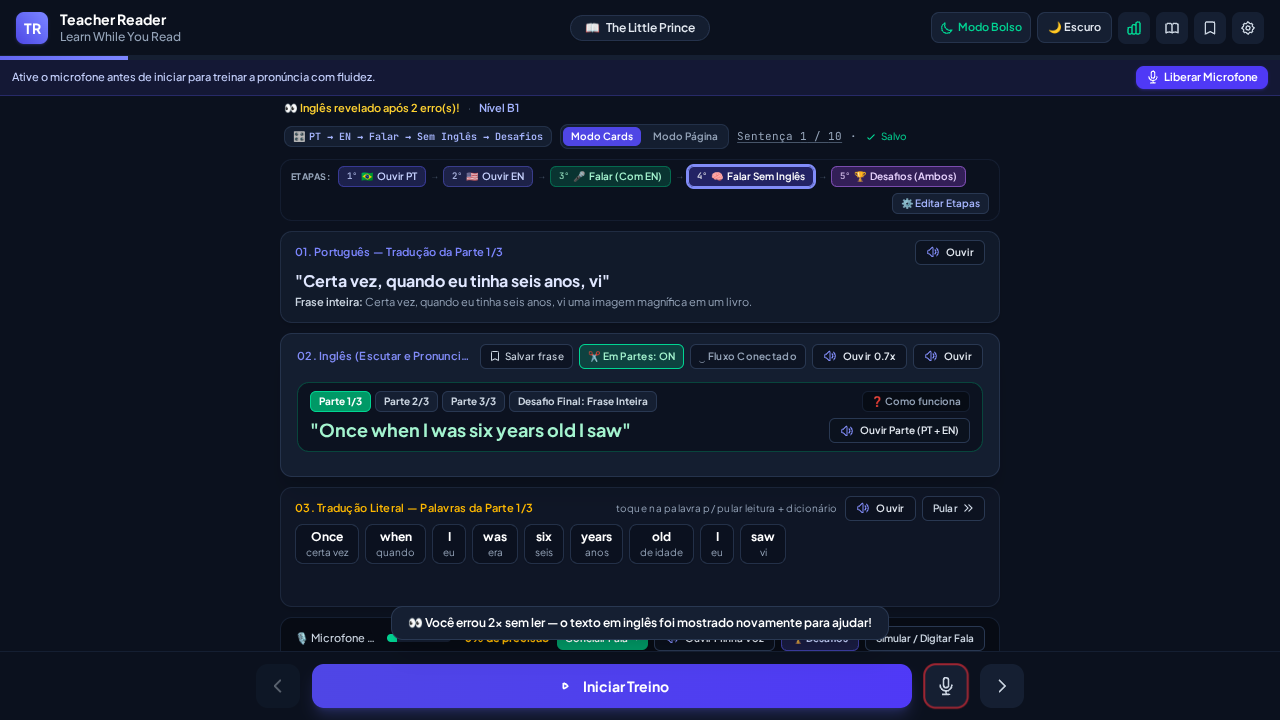 TR
Teacher Reader
Learn While You Read
📖 The Little Prince
Modo Bolso
🌙 Escuro
Ative o microfone antes de iniciar para treinar a pronúncia com fluidez.
Liberar Microfone
👀 Inglês revelado após 2 erro(s)! · Nível B1
🎛️ PT → EN → Falar → Sem Inglês → Desafios
Modo Cards
Modo Página
Sentença 1 / 10 · ✓ Salvo
ETAPAS: 1° 🇧🇷 Ouvir PT → 2° 🇺🇸 Ouvir EN → 3° 🎤 Falar (Com EN) → 4° 🧠 Falar Sem Inglês → 5° 🏆 Desafios (Ambos)
⚙️ Editar Etapas
01. Português — Tradução da Parte 1/3
Ouvir
"Certa vez, quando eu tinha seis anos, vi"
Frase inteira: Certa vez, quando eu tinha seis anos, vi uma imagem magnífica em um livro.
02. Inglês (Escutar e Pronunci...
Salvar frase
✂️ Em Partes: ON
Fluxo Conectado
Ouvir 0.7x
Ouvir
Parte 1/3
Parte 2/3
Parte 3/3
Desafio Final: Frase Inteira
❓ Como funciona
"Once when I was six years old I saw"
Ouvir Parte (PT + EN)
03. Tradução Literal — Palavras da Parte 1/3
toque na palavra p/ pular leitura + dicionário
Ouvir
Pular
Once when I was six years old I saw
certa vez quando eu era seis anos de idade eu vi
👀 Você errou 2x sem ler — o texto em inglês foi mostrado novamente para ajudar!
🎙️ Microfone ...
Simular / Digitar Fala
Iniciar Treino